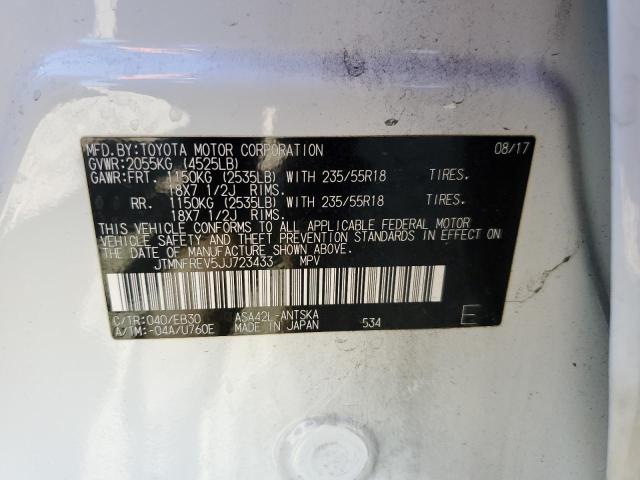 MFD.BY:TOYOTA MOTOR CORPORATION 08/17
GVWR:2055KG (4525LB)
GAWR:FRT. 1150KG (2535LB) WITH 235/55R18 TIRES.
18X7 1/2J RIMS.
RR. 1150KG (2535LB) WITH 235/55R18 TIRES.
18X7 1/2J RIMS.
THIS VEHICLE CONFORMS TO ALL APPLICABLE FEDERAL MOTOR
VEHICLE SAFETY AND THEFT PREVENTION STANDARDS IN EFFECT ON
THE DATE OF MANUFACTURE SHOWN ABOVE.
JTMNFREV5JJ723433 MPV
C/TR:040/EB30 ASA42L-ANTSKA
A/TM:-04A/U760E MADE IN JAPAN 534 E